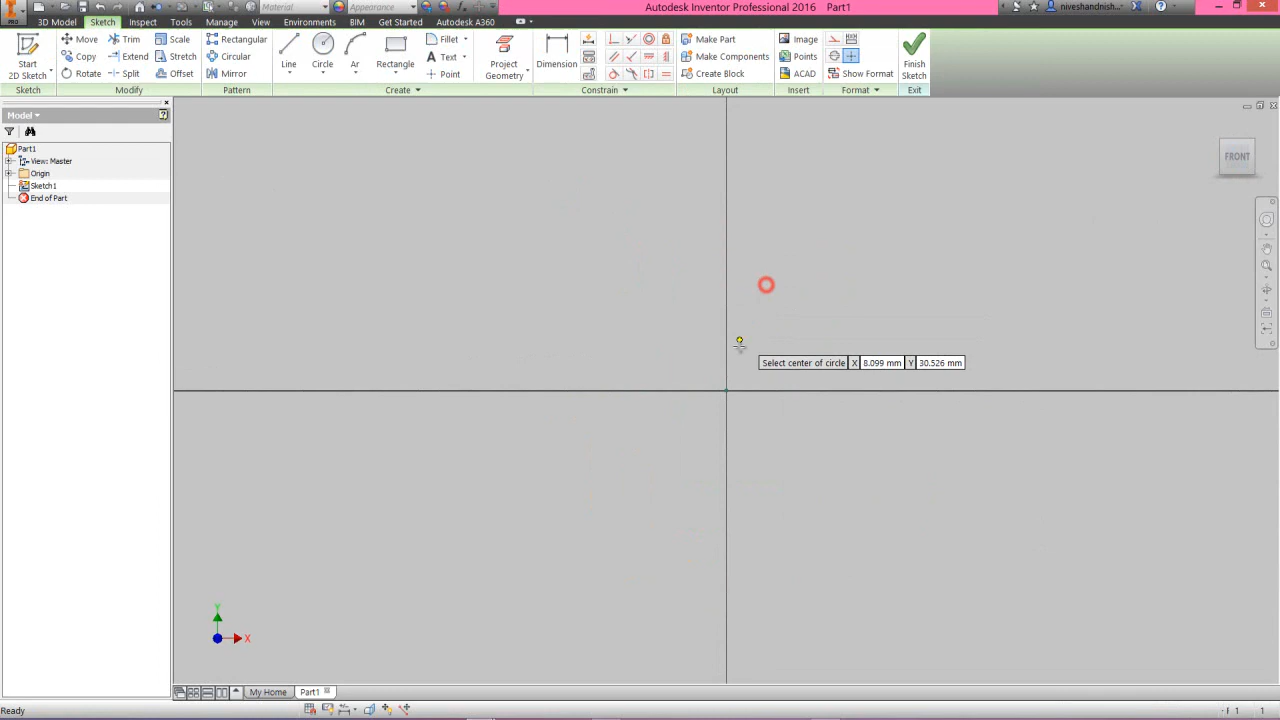 PRO
Material
Appearance
Autodesk Inventor Professional 2016 Part1
niveshandnish...
3D Model Sketch Inspect Tools Manage View Environments BIM Get Started Autodesk A360
Start
2D Sketch
Sketch
Move Trim Scale
Copy Extend Stretch
Rotate Split Offset
Modify
Rectangular
Circular
Mirror
Pattern
Line Circle Arc Rectangle
Fillet
Text
Point
Project
Geometry
Create
Dimension
Constrain
Make Part
Make Components
Create Block
Layout
Image
Points
ACAD
Insert
Show Format
Format
Finish
Sketch
Exit
Model
Part1
View: Master
Origin
Sketch1
End of Part
FRONT
Select center of circle X 8.099 mm Y 30.526 mm
Y
X
My Home Part1
Ready
1 1